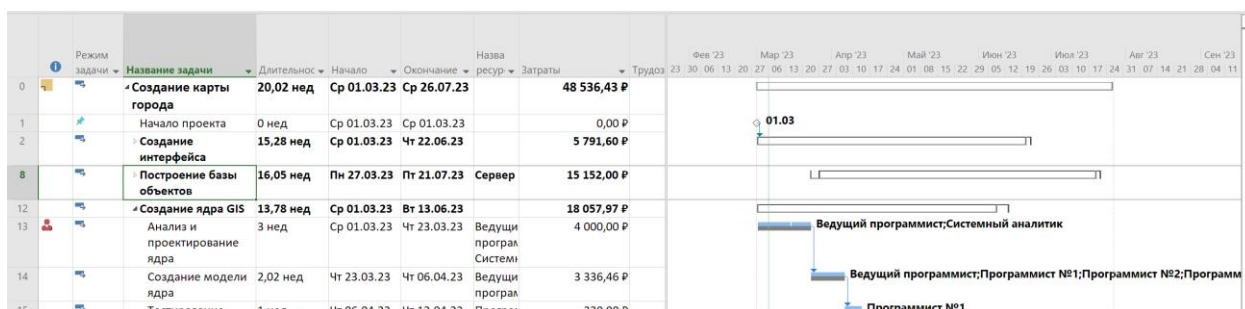 Фев '23 Мар '23 Апр '23 Май '23 Июн '23 Июл '23 Авг '23 Сен '23
Режим задачи Название задачи Длительнос Начало Окончание Назва ресур Затраты Трудоз 23 30 06 13 20 27 06 13 20 27 03 10 17 24 01 08 15 22 29 05 12 19 26 03 10 17 24 31 07 14 21 28 04 11
0 Создание карты города 20,02 нед Ср 01.03.23 Ср 26.07.23 48 536,43 ₽
1 Начало проекта 0 нед Ср 01.03.23 Ср 01.03.23 0,00 ₽ 01.03
2 Создание интерфейса 15,28 нед Ср 01.03.23 Чт 22.06.23 5 791,60 ₽
8 Построение базы объектов 16,05 нед Пн 27.03.23 Пт 21.07.23 Сервер 15 152,00 ₽
12 Создание ядра GIS 13,78 нед Ср 01.03.23 Вт 13.06.23 18 057,97 ₽
13 Анализ и проектирование ядра 3 нед Ср 01.03.23 Чт 23.03.23 Ведущи програм Системн 4 000,00 ₽ Ведущий программист;Системный аналитик
14 Создание модели ядра 2,02 нед Чт 23.03.23 Чт 06.04.23 Ведущи програм 3 336,46 ₽ Ведущий программист;Программист №1;Программист №2;Програм
Программист №1